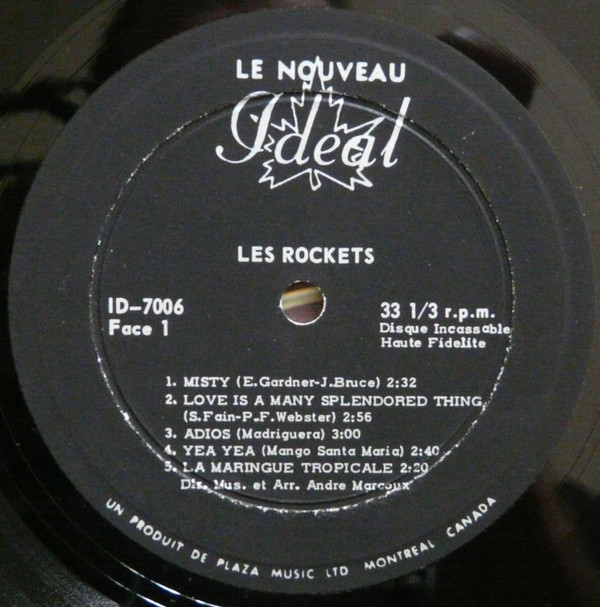 LE NOUVEAU
Ideal
LES ROCKETS
ID-7006
Face 1
33 1/3 r.p.m.
Disque Incassable
Haute Fidelite
1. MISTY (E.Gardner-J.Bruce) 2:32
2. LOVE IS A MANY SPLENDORED THING
(S.Fain-P.F.Webster) 2:56
3. ADIOS (Madriguera) 3:00
4. YEA YEA (Mango Santa Maria) 2:40
5. LA MARINGUE TROPICALE 2:20
Dir. Mus. et Arr. Andre Marcoux
UN PRODUIT DE PLAZA MUSIC LTD MONTREAL CANADA